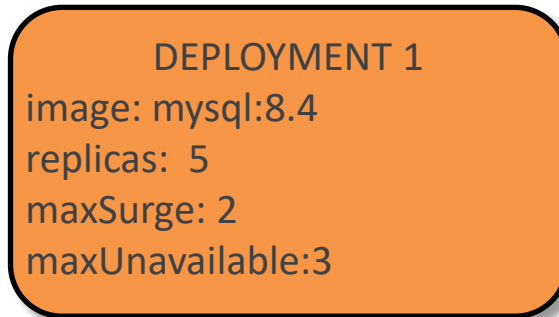 DEPLOYMENT 1
image: mysql:8.4
replicas:  5
maxSurge: 2
maxUnavailable:3